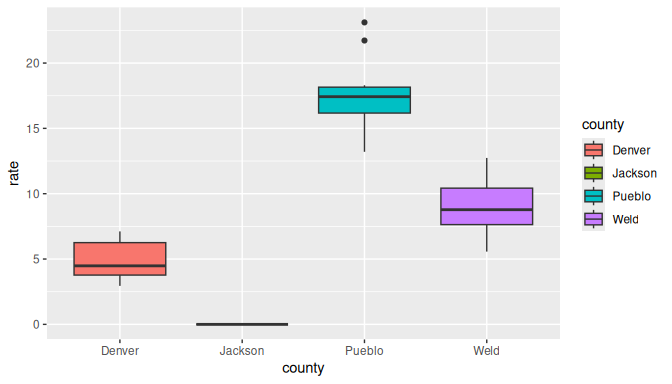 20
15
10
5
0
rate
Denver
Jackson
Pueblo
Weld
county
county
Denver
Jackson
Pueblo
Weld